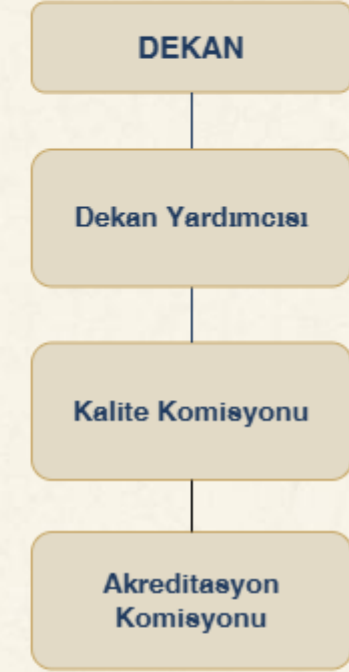 DEKAN
Dekan Yardımcısı
Kalite Komisyonu
Akreditasyon
Komisyonu